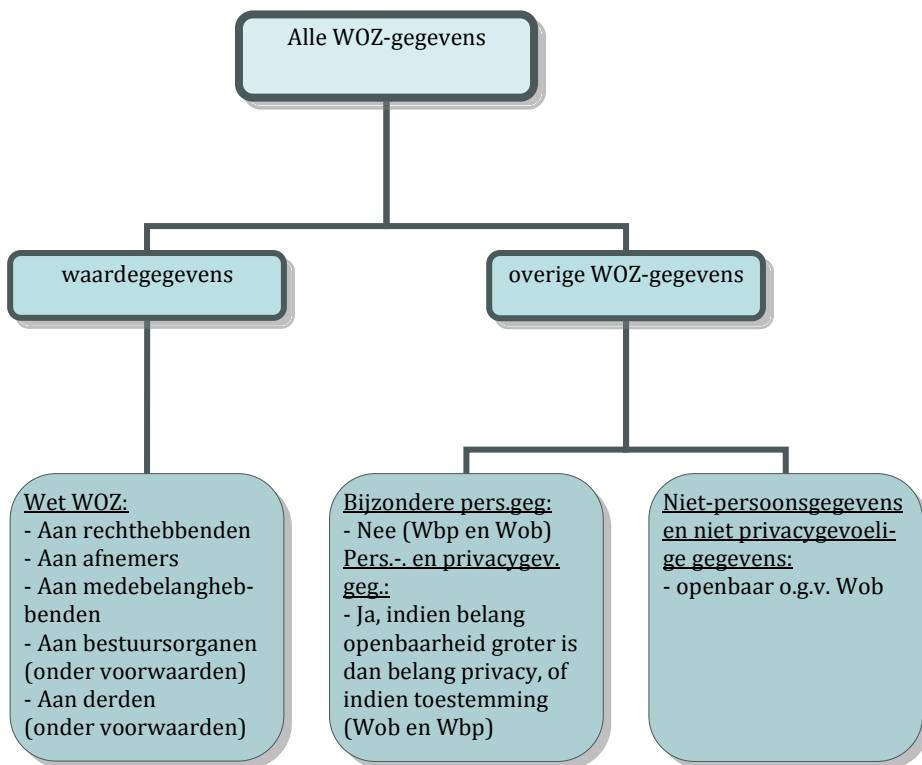 Alle WOZ-gegevens
waardegegevens
overige WOZ-gegevens
Wet WOZ:
- Aan rechthebbenden
- Aan afnemers
- Aan medebelangheb-
benden
- Aan bestuursorganen
(onder voorwaarden)
- Aan derden
(onder voorwaarden)
Bijzondere pers.geg:
- Nee (Wbp en Wob)
Pers.-. en privacygev.
geg.:
- Ja, indien belang
openbaarheid groter is
dan belang privacy, of
indien toestemming
(Wob en Wbp)
Niet-persoonsgegevens
en niet privacygevoeli-
ge gegevens:
- openbaar o.g.v. Wob